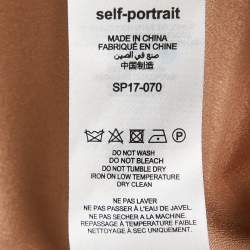 self-portrait
MADE IN CHINA
FABRIQUÉ EN CHINE
صنع في الصين
中国制造
SP17-070
DO NOT WASH
DO NOT BLEACH
DO NOT TUMBLE DRY
IRON ON LOW TEMPERATURE
DRY CLEAN
NE PAS LAVER
NE PAS PASSER A L'EAU DE JAVEL.
NE PAS SECHER A LA MACHINE.
REPASSAGE A TEMPÉRATURE FAIBLE
NETTOYAGE A SEC UNIQUEMENT.